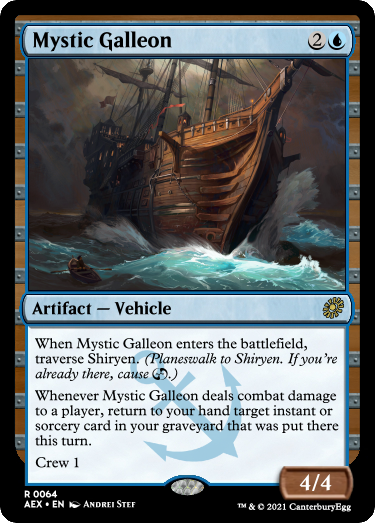 Mystic Galleon 2
Artifact — Vehicle
When Mystic Galleon enters the battlefield,
traverse Shiryen. (Planeswalk to Shiryen. If you're
already there, cause .)
Whenever Mystic Galleon deals combat damage
to a player, return to your hand target instant or
sorcery card in your graveyard that was put there
this turn.
Crew 1
4/4
R 0064
AEX • EN Andrei Stef
™ & © 2021 CanterburyEgg